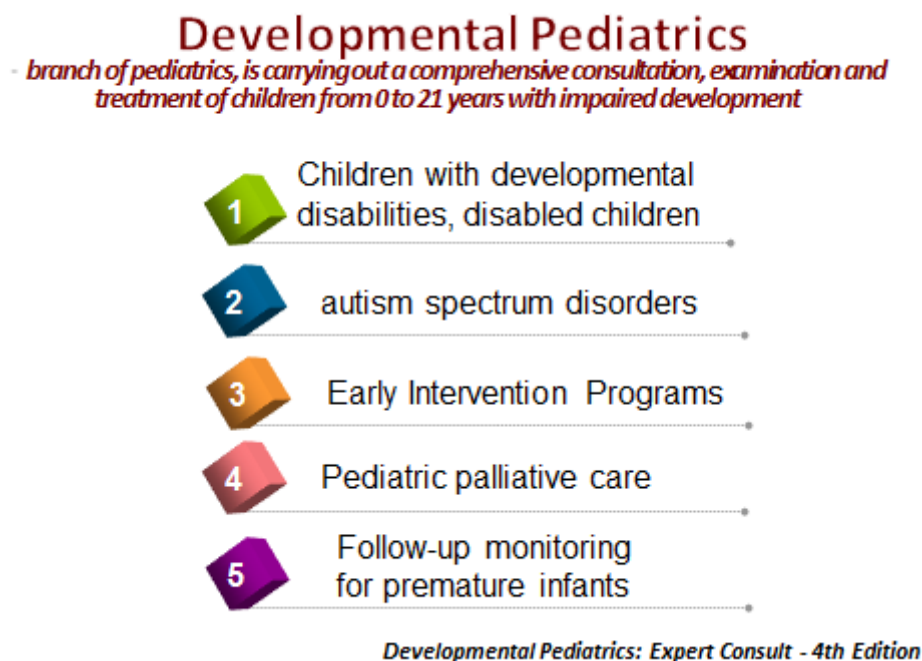 Developmental Pediatrics
- branch of pediatrics, is carrying out a comprehensive consultation, examination and
treatment of children from 0 to 21 years with impaired development
1
Children with developmental
disabilities, disabled children
2
autism spectrum disorders
3
Early Intervention Programs
4
Pediatric palliative care
5
Follow-up monitoring
for premature infants
Developmental Pediatrics: Expert Consult - 4th Edition